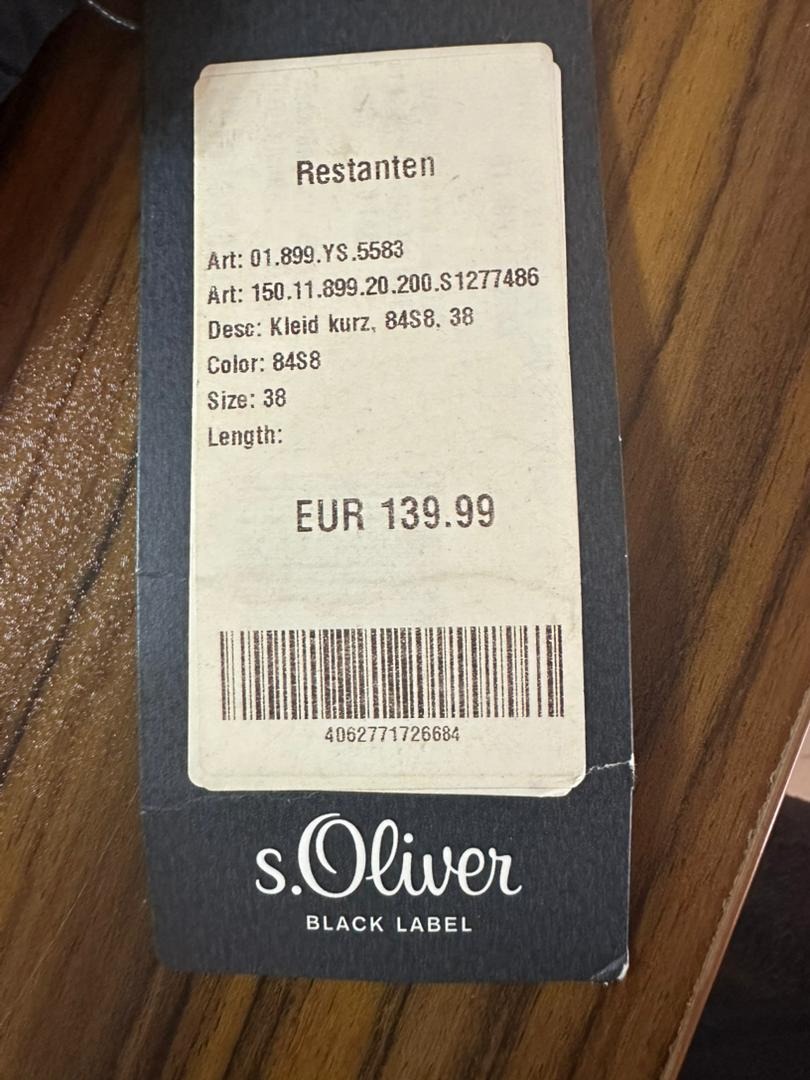 Restanten
Art: 01.899.YS.5583
Art: 150.11.899.20.200.S1277486
Desc: Kleid kurz, 84S8, 38
Color: 84S8
Size: 38
Length:
EUR 139.99
4062771726684
s.Oliver
BLACK LABEL